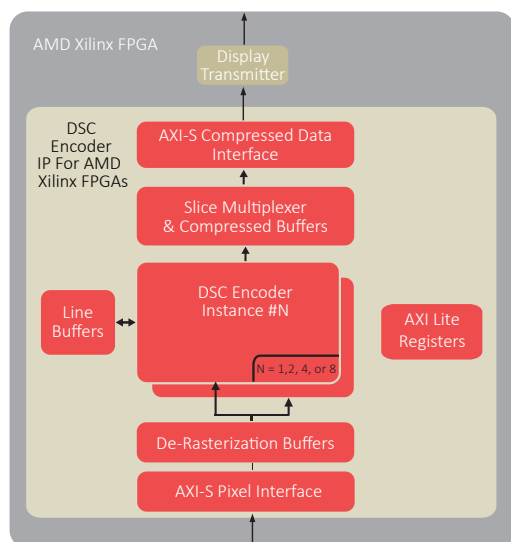 AMD Xilinx FPGA
Display
Transmitter
DSC
Encoder
IP For AMD
Xilinx FPGAs
AXI-S Compressed Data
Interface
Slice Multiplexer
& Compressed Buffers
DSC Encoder
Instance #N
N = 1,2, 4, or 8
Line
Buffers
AXI Lite
Registers
De-Rasterization Buffers
AXI-S Pixel Interface